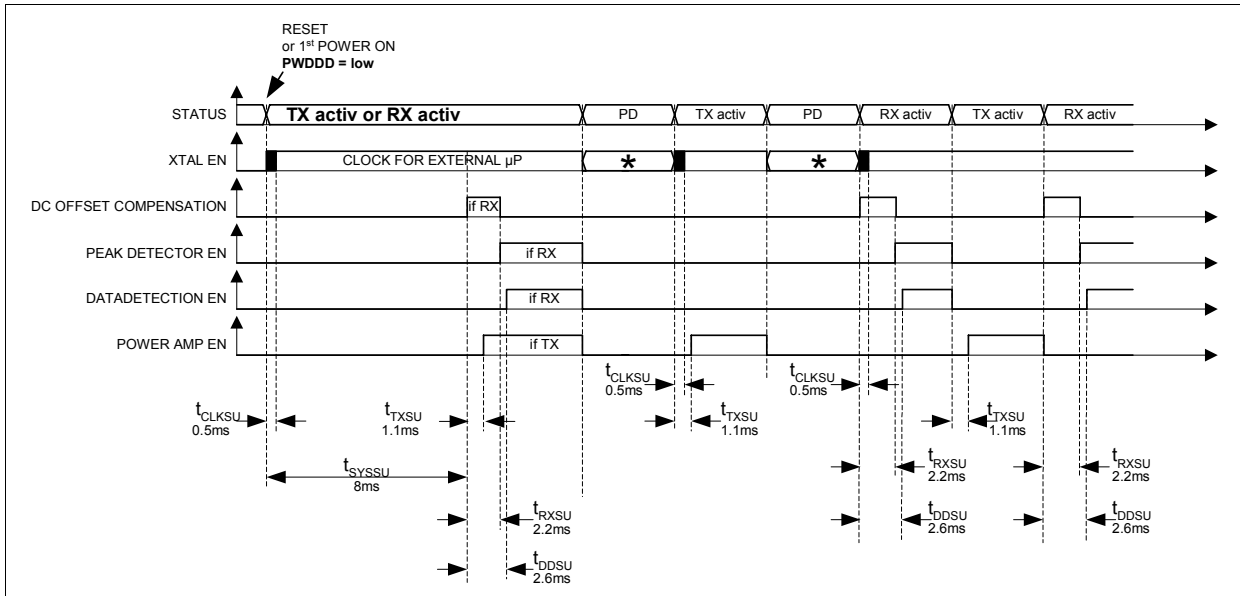 RESET
or 1st POWER ON
PWDDD = low
STATUS
TX activ or RX activ
PD
TX activ
PD
RX activ
TX activ
RX activ
XTAL EN
CLOCK FOR EXTERNAL µP
*
*
DC OFFSET COMPENSATION
if RX
PEAK DETECTOR EN
if RX
DATADETECTION EN
if RX
POWER AMP EN
if TX
tCLKSU
0.5ms
tCLKSU
0.5ms
tCLKSU
0.5ms
tTXSU
1.1ms
tTXSU
1.1ms
tTXSU
1.1ms
tSYSSU
8ms
tRXSU
2.2ms
tRXSU
2.2ms
tRXSU
2.2ms
tDDSU
2.6ms
tDDSU
2.6ms
tDDSU
2.6ms